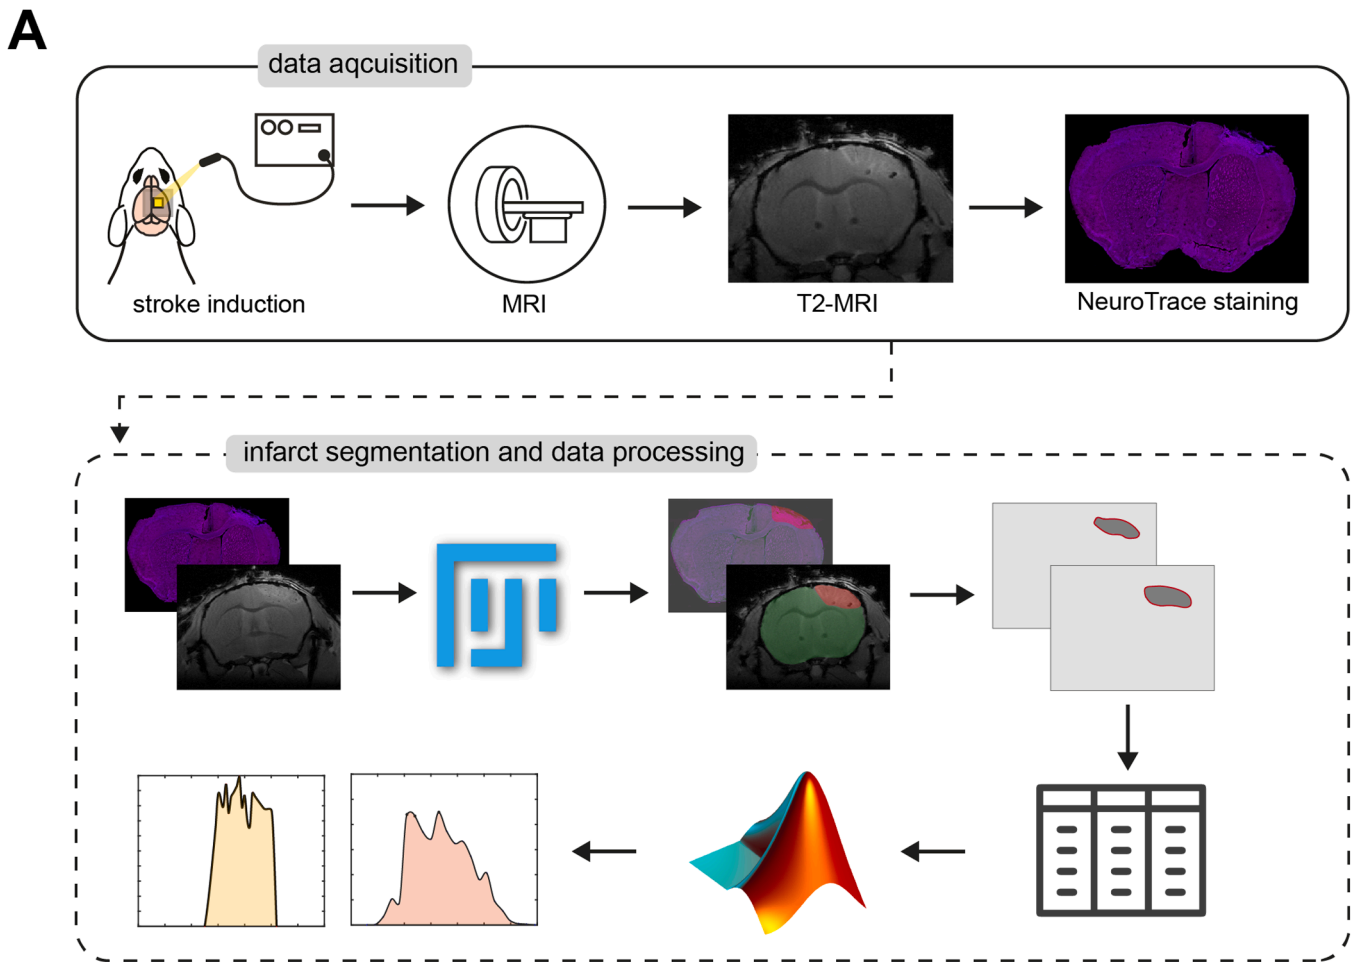 A
data aqcuisition
stroke induction
MRI
T2-MRI
NeuroTrace staining
infarct segmentation and data processing